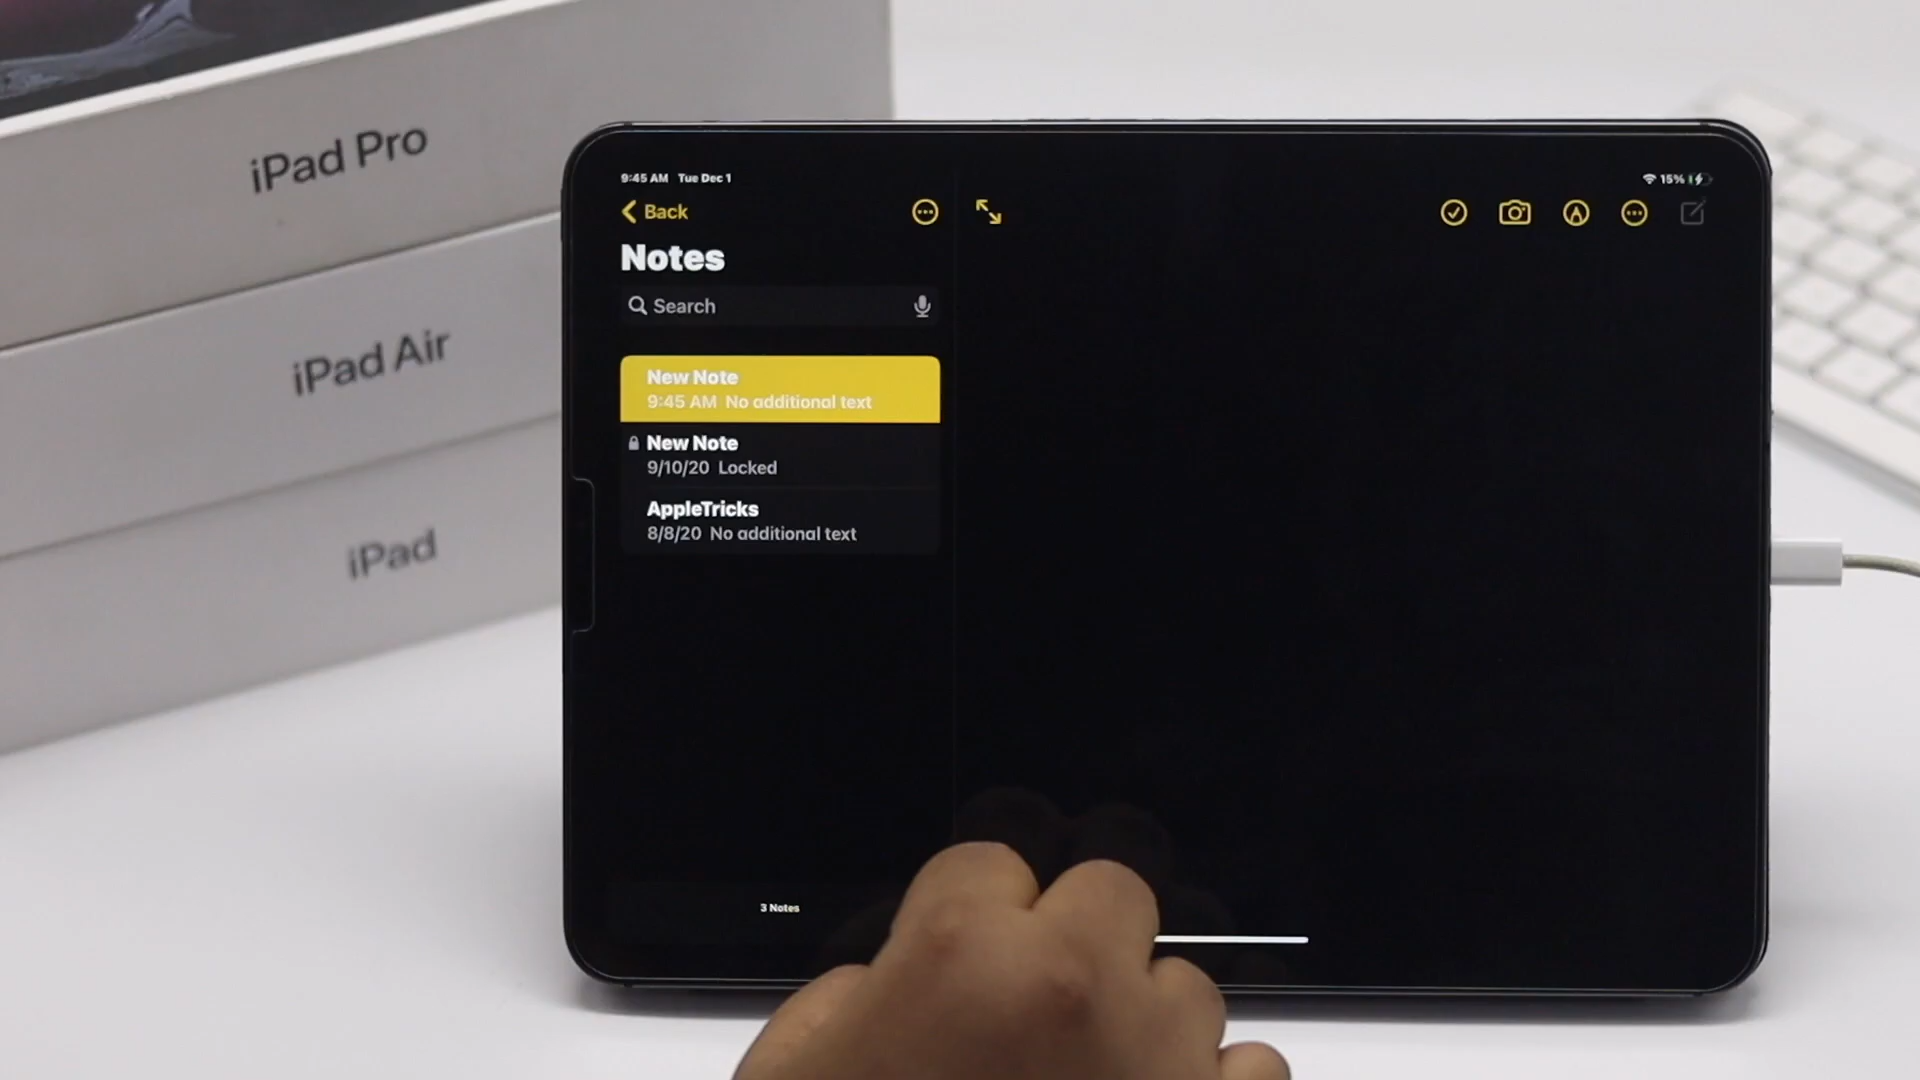 iPad Pro
iPad Air
iPad
9:45 AM Tue Dec 1
15%
Back
Notes
Search
New Note
9:45 AM No additional text
New Note
9/10/20 Locked
AppleTricks
8/8/20 No additional text
3 Notes